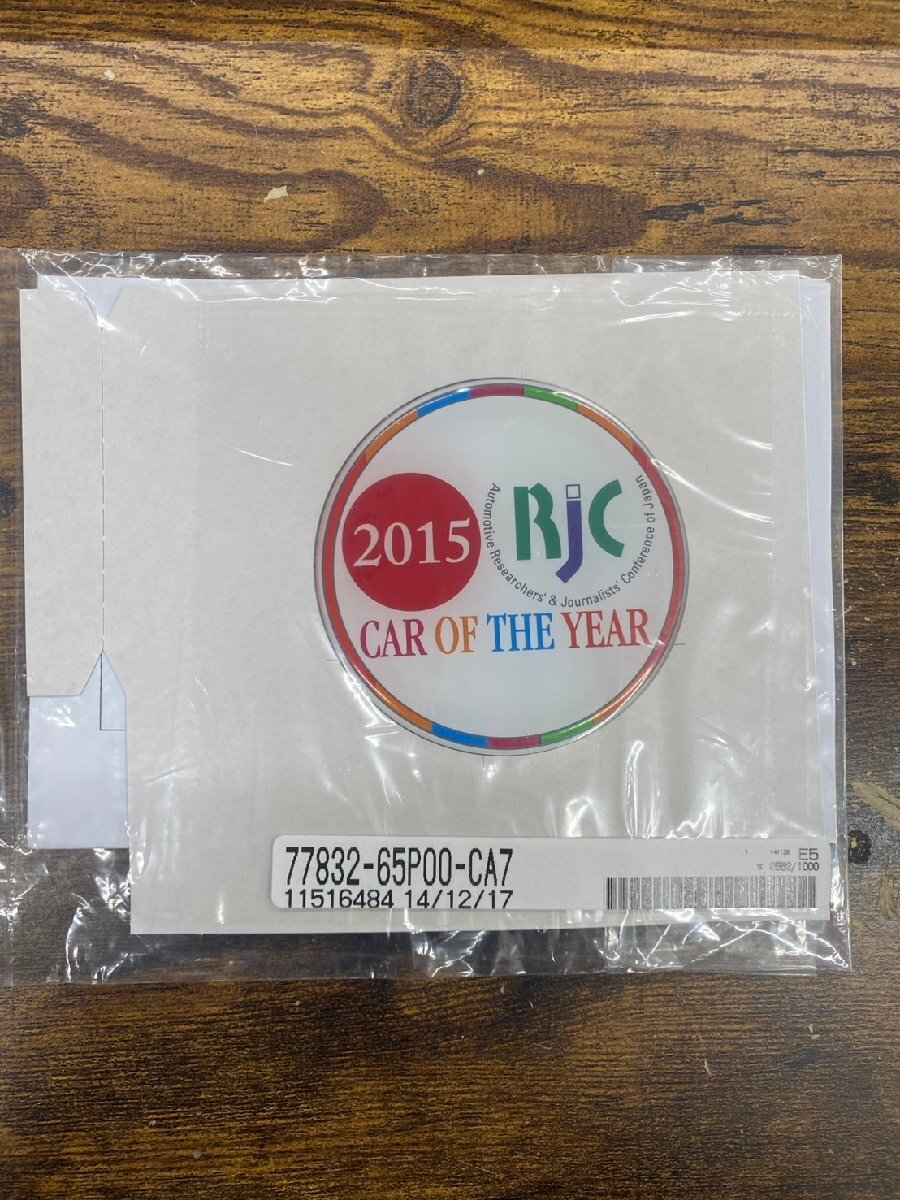 2015
RjC
Automotive Researchers' & Journalists' Conference of Japan
CAR OF THE YEAR
77832-65P00-CA7
11516484 14/12/17
E5